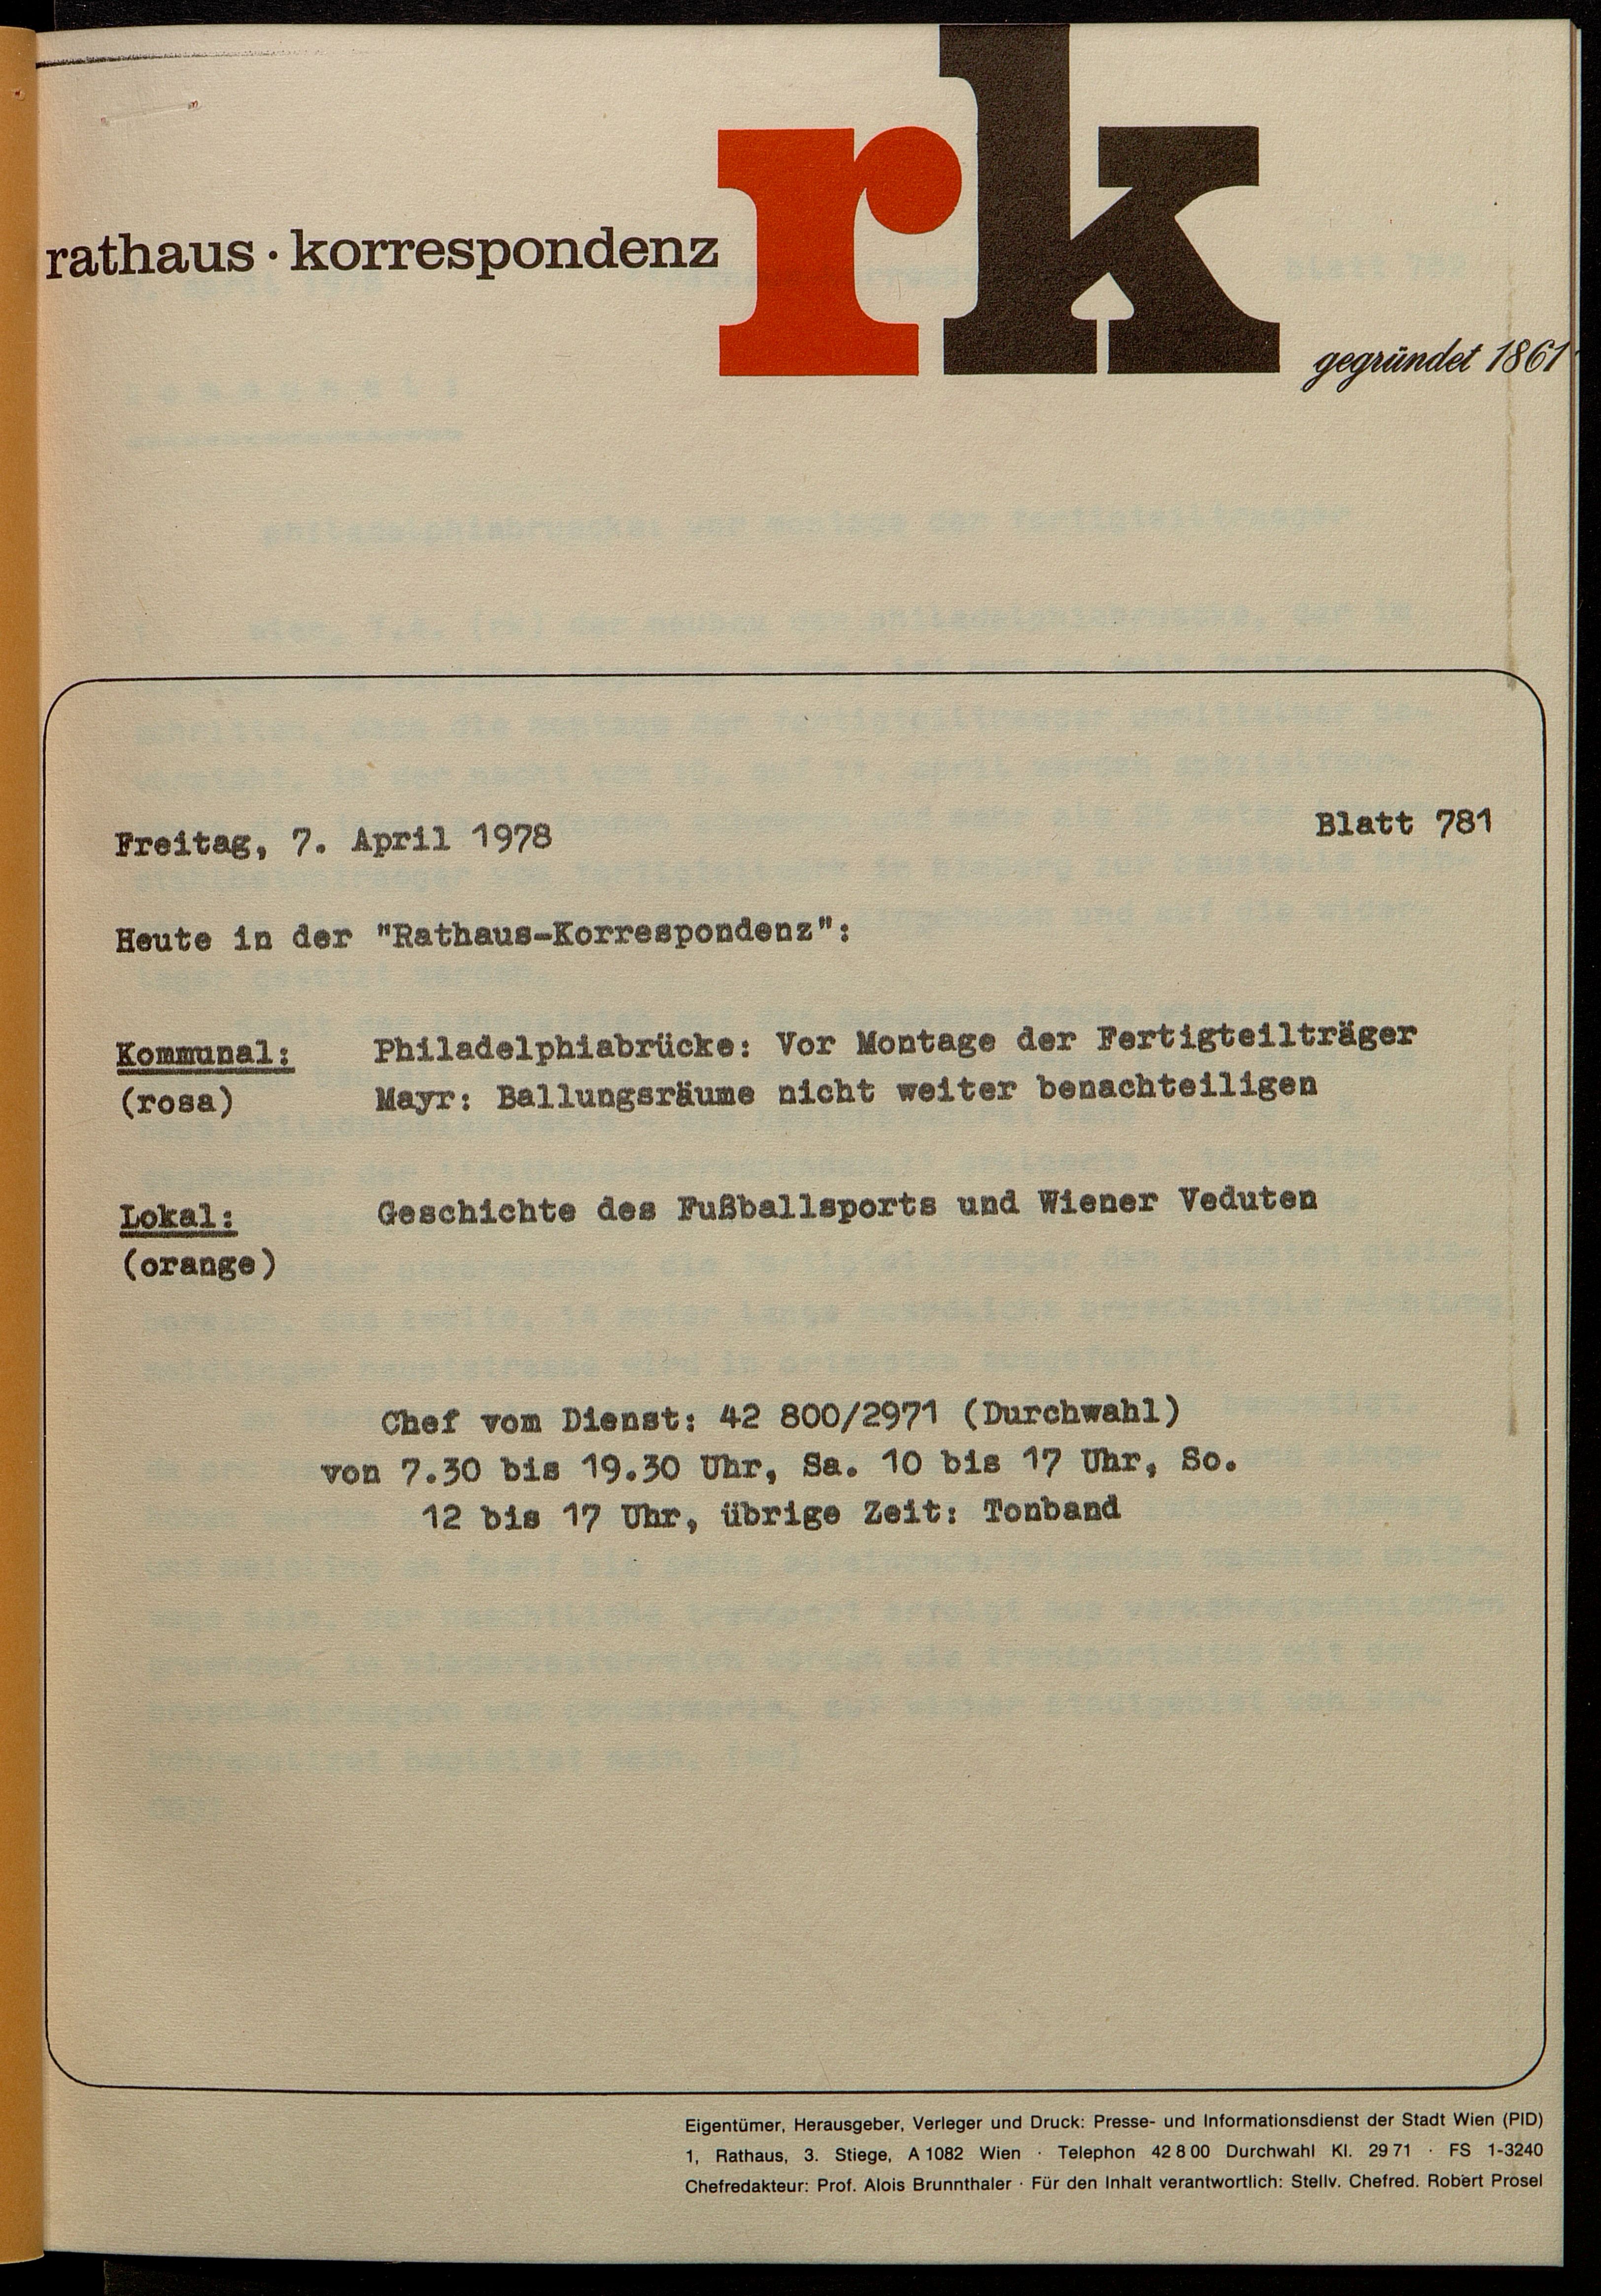 rathaus · korrespondenz
rk
gegründet 1861
Freitag, 7. April 1978
Blatt 781
Heute in der "Rathaus-Korrespondenz":
Kommunal: Philadelphiabrücke: Vor Montage der Fertigteilträger
(rosa) Mayr: Ballungsräume nicht weiter benachteiligen
Lokal: Geschichte des Fußballsports und Wiener Veduten
(orange)
Chef vom Dienst: 42 800/2971 (Durchwahl)
von 7.30 bis 19.30 Uhr, Sa. 10 bis 17 Uhr, So.
12 bis 17 Uhr, übrige Zeit: Tonband
Eigentümer, Herausgeber, Verleger und Druck: Presse- und Informationsdienst der Stadt Wien (PID)
1, Rathaus, 3. Stiege, A 1082 Wien · Telephon 42 8 00 Durchwahl Kl. 29 71 · FS 1-3240
Chefredakteur: Prof. Alois Brunnthaler · Für den Inhalt verantwortlich: Stellv. Chefred. Robert Prosel